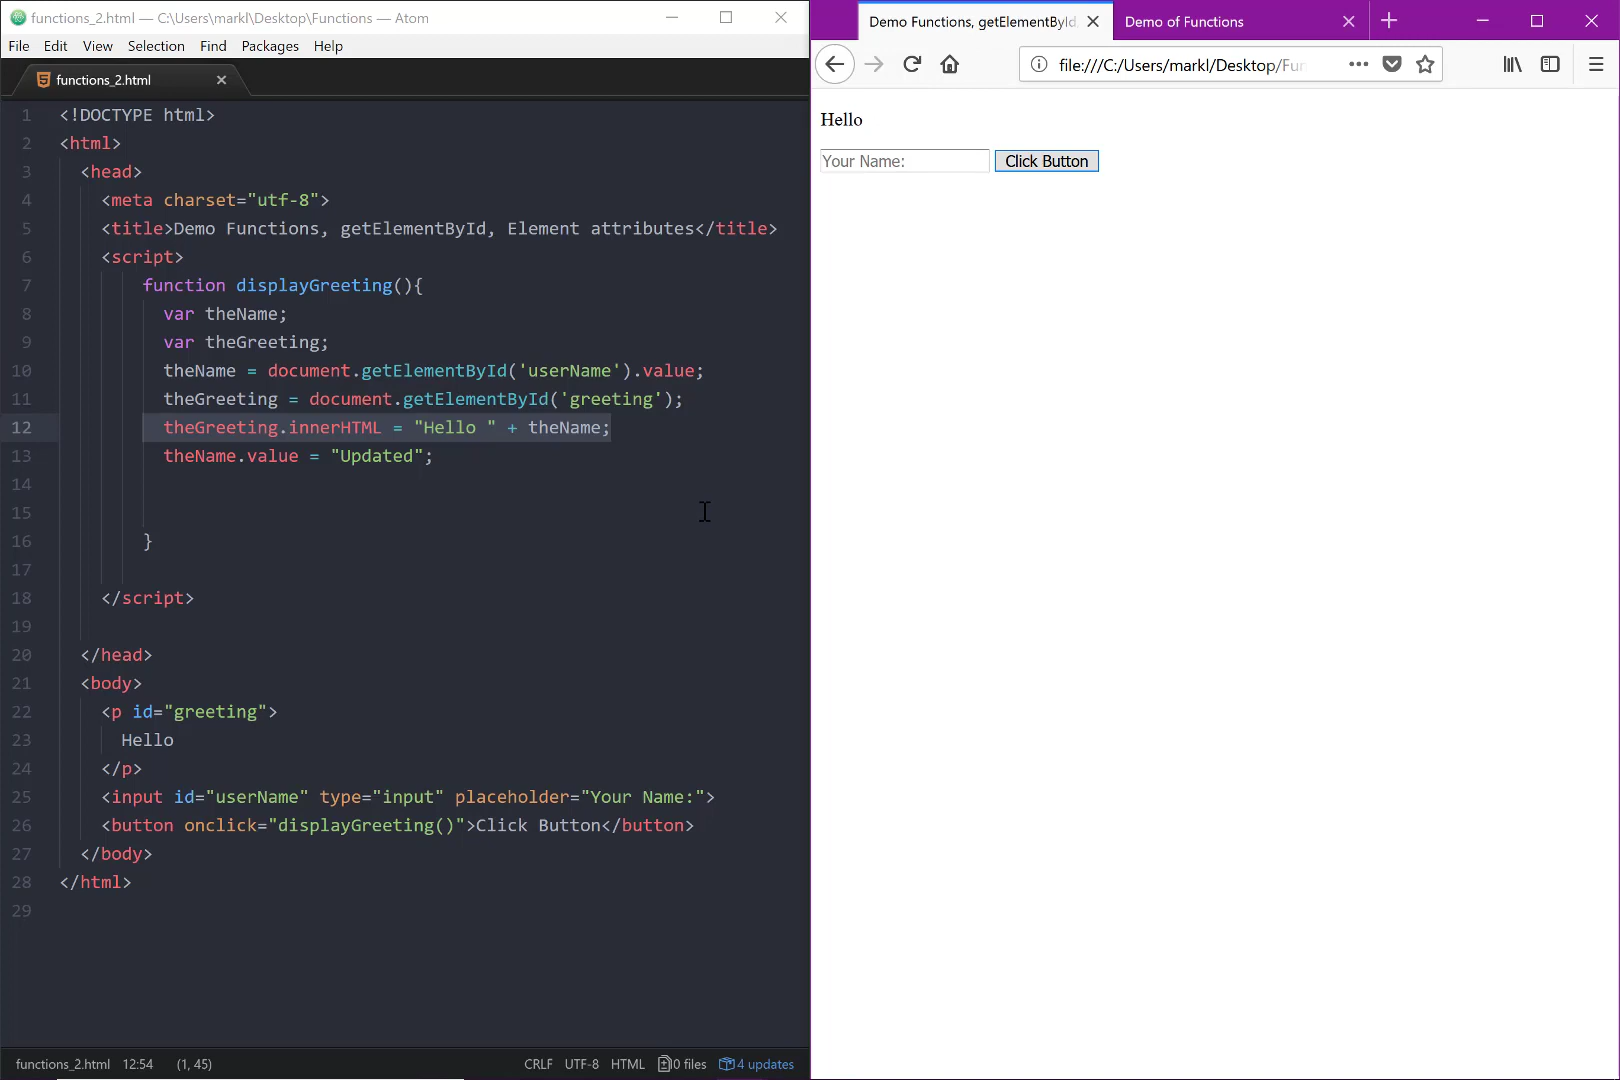 functions_2.html — C:\Users\markl\Desktop\Functions — Atom
File Edit View Selection Find Packages Help
functions_2.html
1 <!DOCTYPE html>
2 <html>
3 <head>
4 <meta charset="utf-8">
5 <title>Demo Functions, getElementById, Element attributes</title>
6 <script>
7 function displayGreeting(){
8 var theName;
9 var theGreeting;
10 theName = document.getElementById('userName').value;
11 theGreeting = document.getElementById('greeting');
12 theGreeting.innerHTML = "Hello " + theName;
13 theName.value = "Updated";
14
15
16 }
17
18 </script>
19
20 </head>
21 <body>
22 <p id="greeting">
23 Hello
24 </p>
25 <input id="userName" type="input" placeholder="Your Name:">
26 <button onclick="displayGreeting()">Click Button</button>
27 </body>
28 </html>
29
functions_2.html 12:54 (1, 45) CRLF UTF-8 HTML 0 files 4 updates
Demo Functions, getElementById, Demo of Functions
file:///C:/Users/markl/Desktop/Fun
Hello
Your Name: Click Button